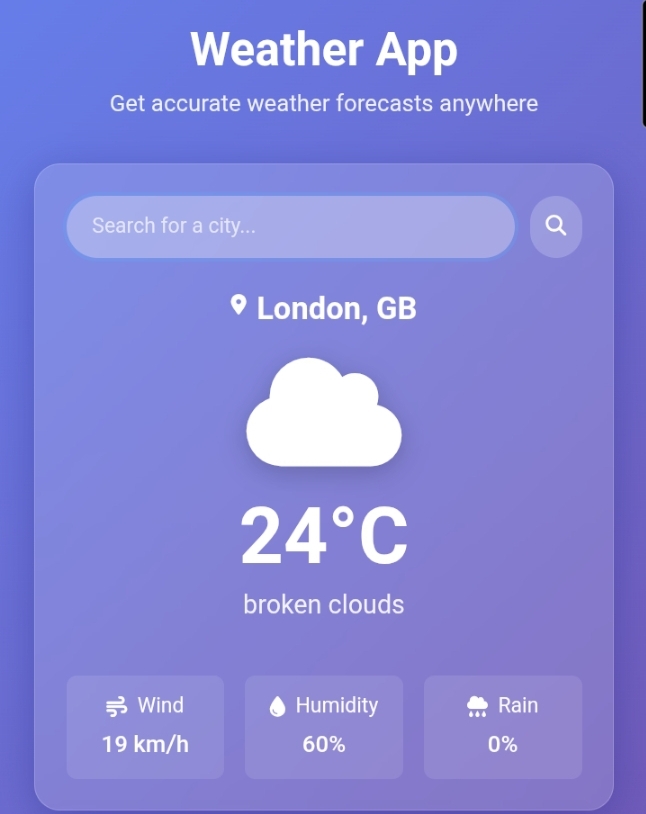 Weather App
Get accurate weather forecasts anywhere
Search for a city...
London, GB
24°C
broken clouds
Wind
19 km/h
Humidity
60%
Rain
0%